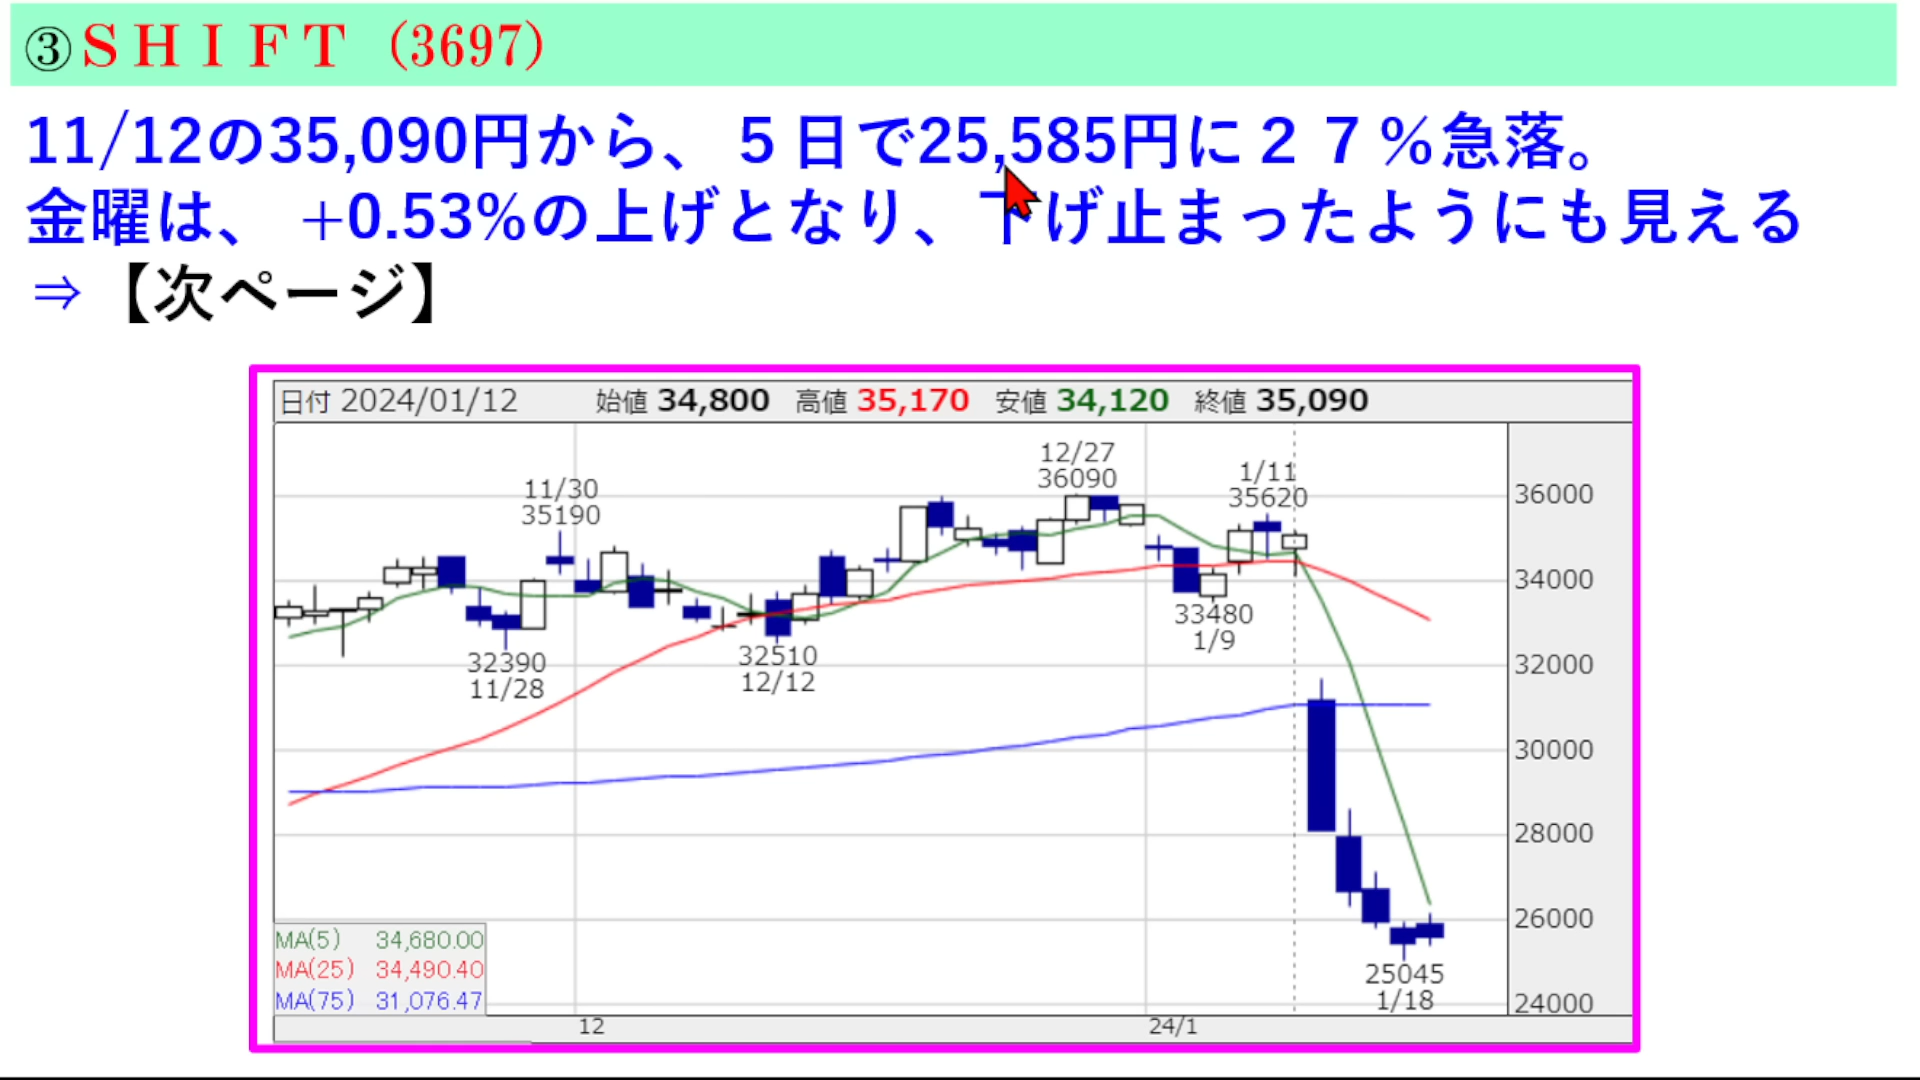 ③ＳＨＩＦＴ（3697）
11/12の35,090円から、５日で25,585円に２７％急落。
金曜は、+0.53%の上げとなり、下げ止まったようにも見える
⇒【次ページ】
日付 2024/01/12 始値 34,800 高値 35,170 安値 34,120 終値 35,090
12/27
36090
1/11
35620
11/30
35190
36000
34000
33480
1/9
32390
11/28
32510
12/12
32000
30000
28000
26000
MA(5) 34,680.00
MA(25) 34,490.40
MA(75) 31,076.47
25045
1/18
24000
12
24/1